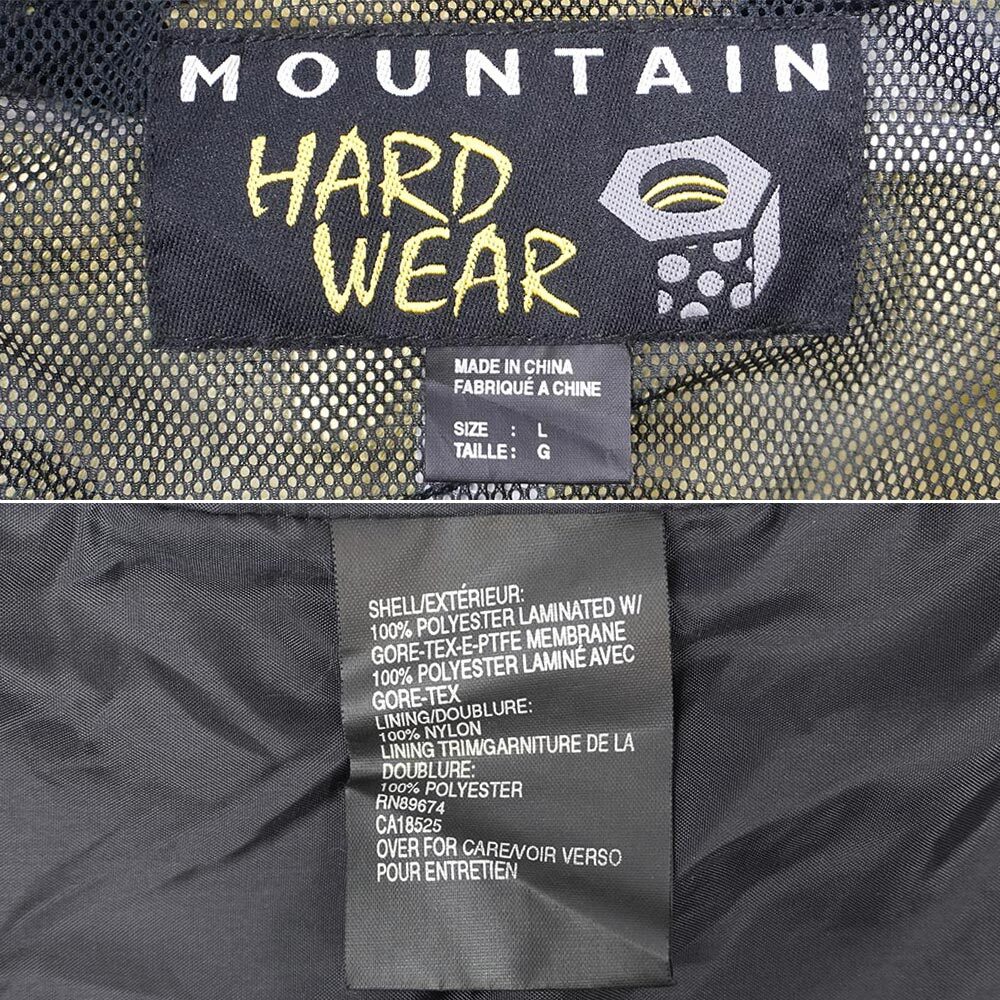 MOUNTAIN
HARD
WEAR
MADE IN CHINA
FABRIQUÉ A CHINE
SIZE : L
TAILLE : G
SHELL/EXTÉRIEUR:
100% POLYESTER LAMINATED W/
GORE-TEX-E-PTFE MEMBRANE
100% POLYESTER LAMINÉ AVEC
GORE-TEX
LINING/DOUBLURE:
100% NYLON
LINING TRIM/GARNITURE DE LA
DOUBLURE:
100% POLYESTER
RN89674
CA18525
OVER FOR CARE/VOIR VERSO
POUR ENTRETIEN